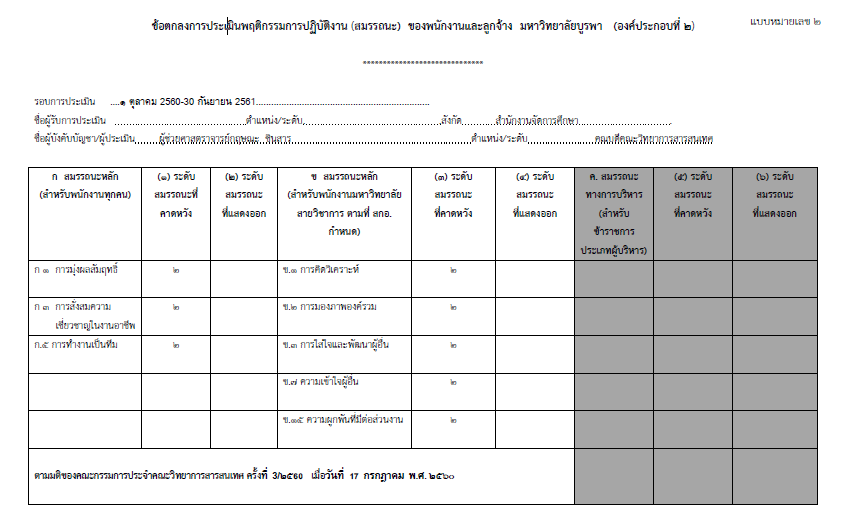 ข้อตกลงการประเมินพฤติกรรมการปฏิบัติงาน (สมรรถนะ) ของพนักงานและลูกจ้าง มหาวิทยาลัยบูรพา (องค์ประกอบที่ ๒)
แบบหมายเลข ๒
******************************
รอบการประเมิน ....๑ ตุลาคม 2560-30 กันยายน 2561......................................................................
ชื่อผู้รับการประเมิน ................................................ตำแหน่ง/ระดับ..................................................สังกัด............สำนักงานจัดการศึกษา.................................
ชื่อผู้บังคับบัญชา/ผู้ประเมิน.........ผู้ช่วยศาสตราจารย์กฤษณะ ชินสาร..................................................................ตำแหน่ง/ระดับ.........................คณบดีคณะวิทยาการสารสนเทศ
ก สมรรถนะหลัก
(สำหรับพนักงานทุกคน)
(๑) ระดับ
สมรรถนะที่
คาดหวัง
(๒) ระดับ
สมรรถนะ
ที่แสดงออก
ข สมรรถนะหลัก
(สำหรับพนักงานมหาวิทยาลัย
สายวิชาการ ตามที่ สกอ.
กำหนด)
(๓) ระดับ
สมรรถนะ
ที่คาดหวัง
(๔) ระดับ
สมรรถนะ
ที่แสดงออก
ค. สมรรถนะ
ทางการบริหาร
(สำหรับ
ข้าราชการ
ประเภทผู้บริหาร)
(๕) ระดับ
สมรรถนะ
ที่คาดหวัง
(๖) ระดับ
สมรรถนะ
ที่แสดงออก
ก ๑ การมุ่งผลสัมฤทธิ์ ๒ ข.๑ การคิดวิเคราะห์ ๒
ก ๓ การสั่งสมความ ๒ ข.๒ การมองภาพองค์รวม ๒
เชี่ยวชาญในงานอาชีพ
ก.๕ การทำงานเป็นทีม ๒ ข.๓ การใส่ใจและพัฒนาผู้อื่น ๒
ข.๗ ความเข้าใจผู้อื่น ๒
ข.๑๕ ความผูกพันที่มีต่อส่วนงาน ๒
ตามมติของคณะกรรมการประจำคณะวิทยาการสารสนเทศ ครั้งที่ 3/๒๕60 เมื่อวันที่ 17 กรกฎาคม พ.ศ. ๒๕๖๐